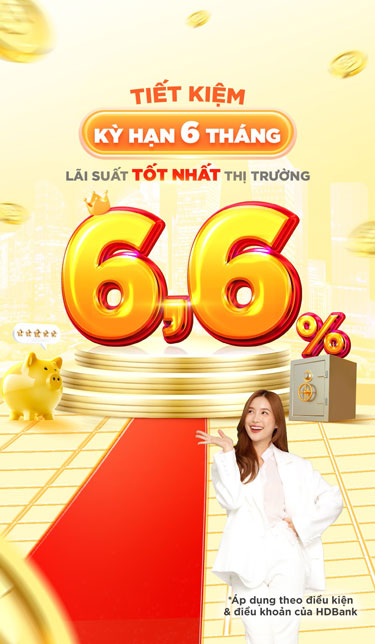 TIẾT KIỆM
KỲ HẠN 6 THÁNG
LÃI SUẤT TỐT NHẤT THỊ TRƯỜNG
6,6%
*Áp dụng theo điều kiện
& điều khoản của HDBank